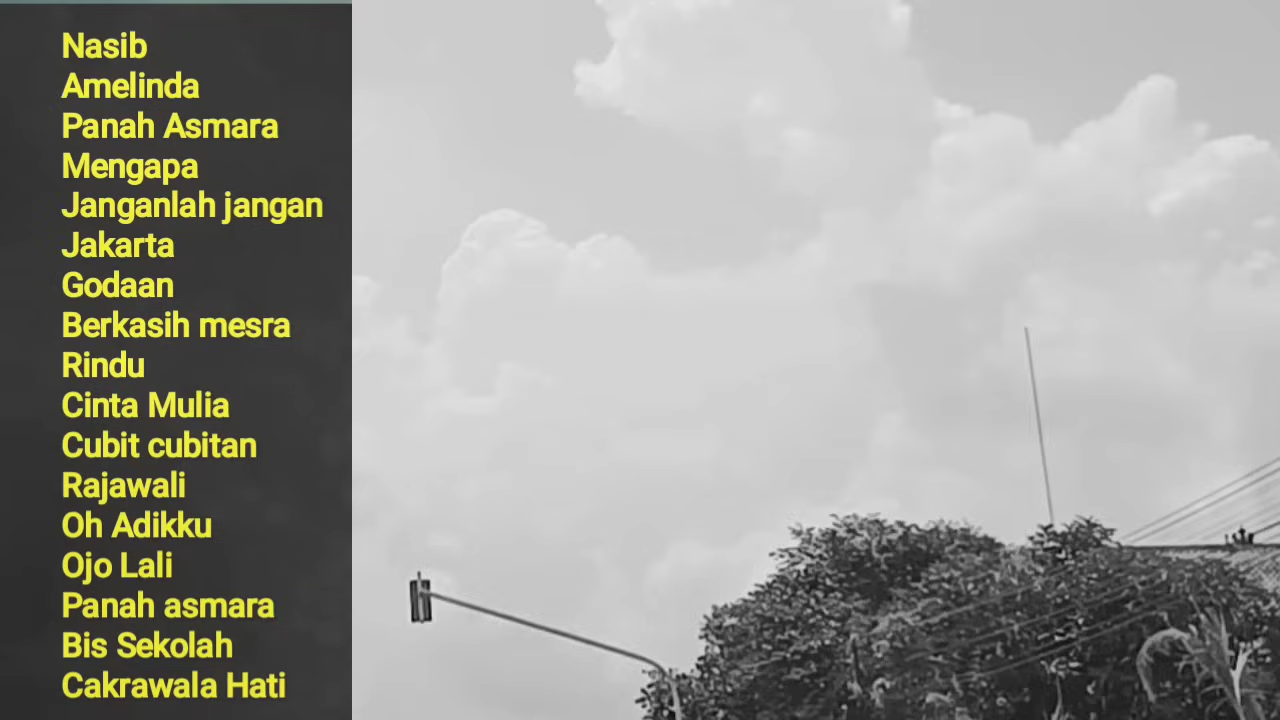 Nasib
Amelinda
Panah Asmara
Mengapa
Janganlah jangan
Jakarta
Godaan
Berkasih mesra
Rindu
Cinta Mulia
Cubit cubitan
Rajawali
Oh Adikku
Ojo Lali
Panah asmara
Bis Sekolah
Cakrawala Hati